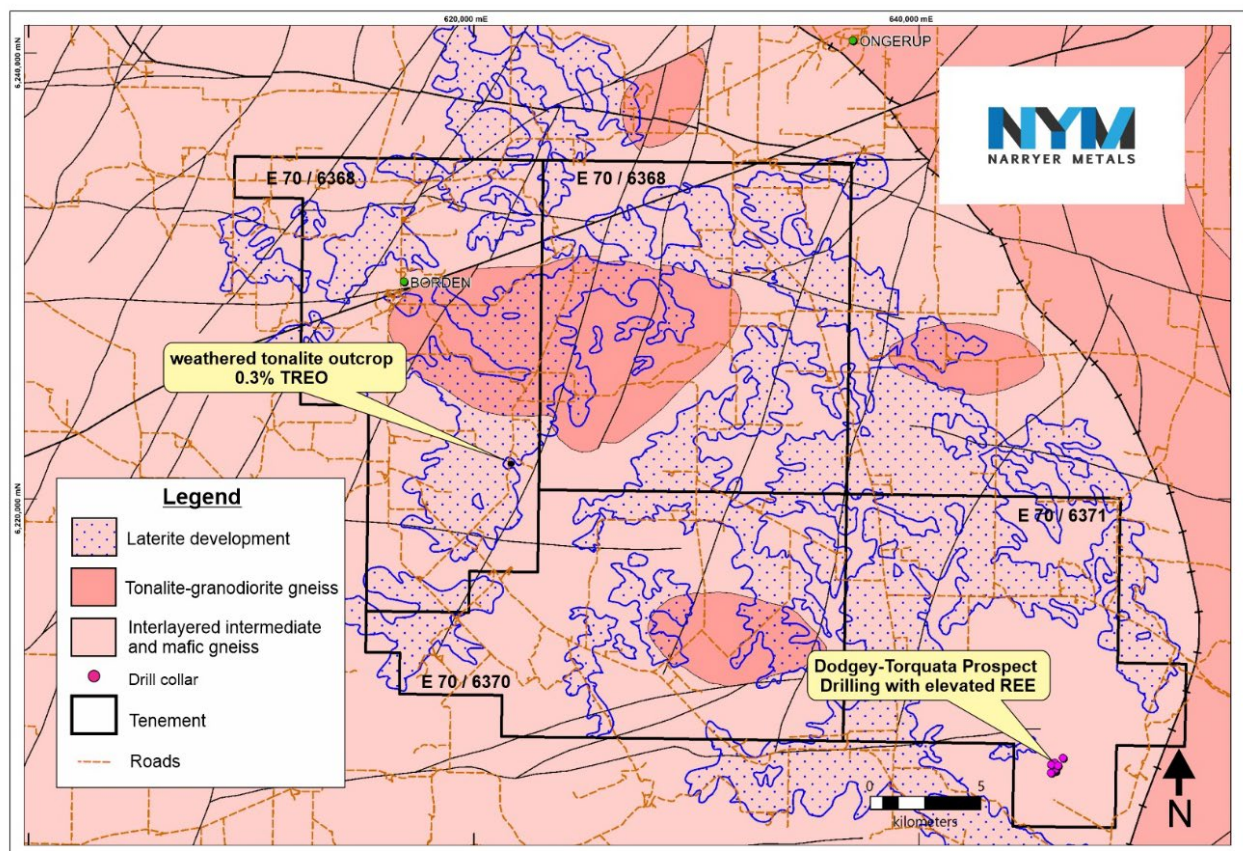 620,000 mE
640,000 mE
6,240,000 mN
ONGERUP
NYM
NARRYER METALS
E 70 / 6368
E 70 / 6368
BORDEN
weathered tonalite outcrop
0.3% TREO
6,220,000 mN
E 70 / 6371
Legend
Laterite development
Tonalite-granodiorite gneiss
Interlayered intermediate
and mafic gneiss
Drill collar
Tenement
Roads
E 70 / 6370
Dodgey-Torquata Prospect
Drilling with elevated REE
0
5
kilometers
N